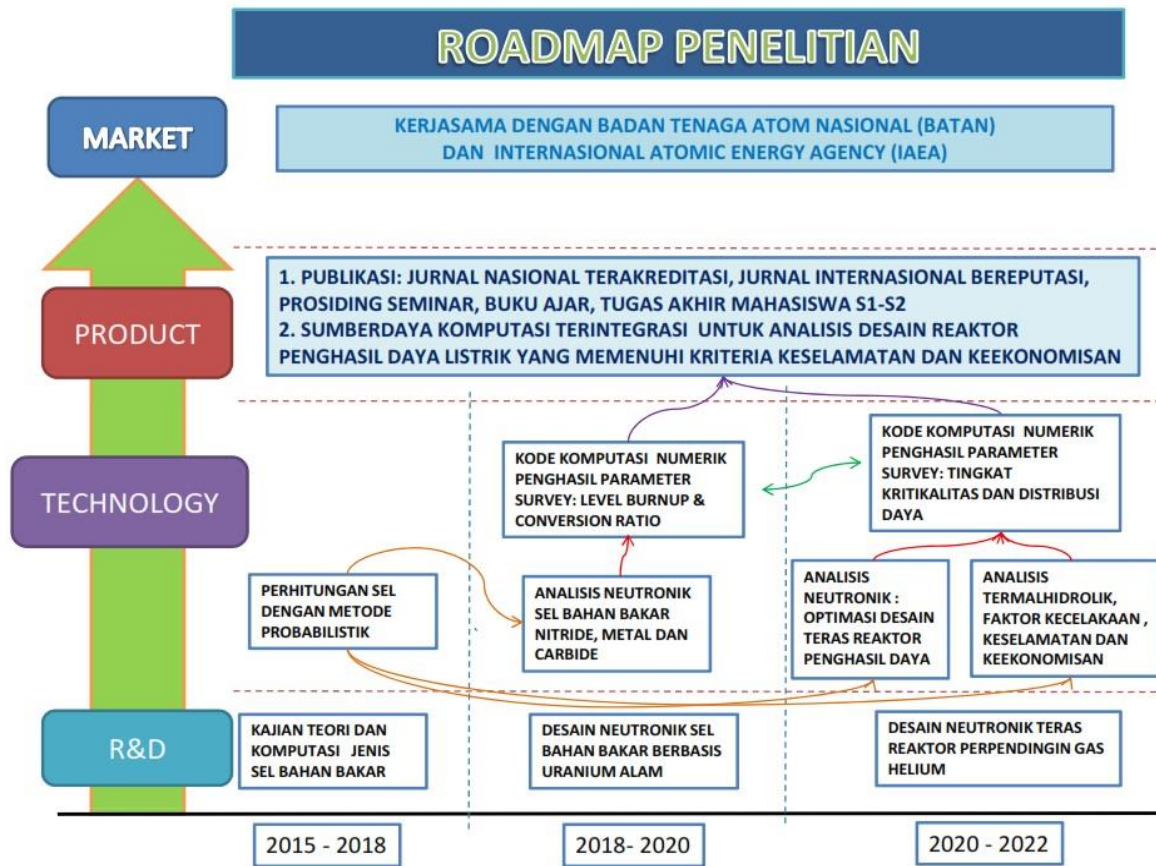 ROADMAP PENELITIAN
MARKET
KERJASAMA DENGAN BADAN TENAGA ATOM NASIONAL (BATAN)
DAN INTERNASIONAL ATOMIC ENERGY AGENCY (IAEA)
PRODUCT
1. PUBLIKASI: JURNAL NASIONAL TERAKREDITASI, JURNAL INTERNASIONAL BEREPUTASI,
PROSIDING SEMINAR, BUKU AJAR, TUGAS AKHIR MAHASISWA S1-S2
2. SUMBERDAYA KOMPUTASI TERINTEGRASI UNTUK ANALISIS DESAIN REAKTOR
PENGHASIL DAYA LISTRIK YANG MEMENUHI KRITERIA KESELAMATAN DAN KEEKONOMISAN
TECHNOLOGY
KODE KOMPUTASI NUMERIK
PENGHASIL PARAMETER
SURVEY: LEVEL BURNUP &
CONVERSION RATIO
KODE KOMPUTASI NUMERIK
PENGHASIL PARAMETER
SURVEY: TINGKAT
KRITIKALITAS DAN DISTRIBUSI
DAYA
PERHITUNGAN SEL
DENGAN METODE
PROBABILISTIK
ANALISIS NEUTRONIK
SEL BAHAN BAKAR
NITRIDE, METAL DAN
CARBIDE
ANALISIS
NEUTRONIK :
OPTIMASI DESAIN
TERAS REAKTOR
PENGHASIL DAYA
ANALISIS
TERMALHIDROLIK,
FAKTOR KECELAKAAN ,
KESELAMATAN DAN
KEEKONOMISAN
R&D
KAJIAN TEORI DAN
KOMPUTASI JENIS
SEL BAHAN BAKAR
DESAIN NEUTRONIK SEL
BAHAN BAKAR BERBASIS
URANIUM ALAM
DESAIN NEUTRONIK TERAS
REAKTOR PERPENDINGIN GAS
HELIUM
2015 - 2018
2018- 2020
2020 - 2022